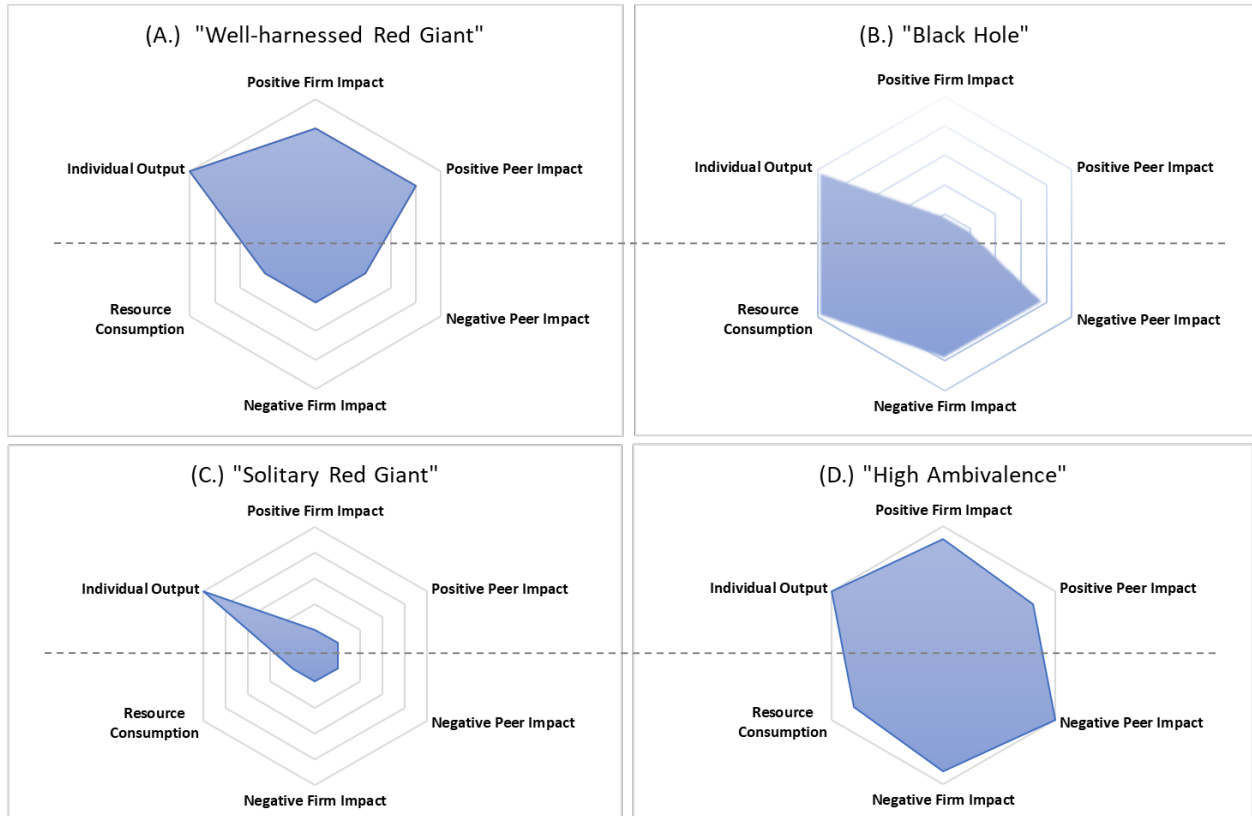 (A.) "Well-harnessed Red Giant"
Positive Firm Impact
Individual Output
Positive Peer Impact
Resource
Consumption
Negative Peer Impact
Negative Firm Impact
(B.) "Black Hole"
Positive Firm Impact
Individual Output
Positive Peer Impact
Resource
Consumption
Negative Peer Impact
Negative Firm Impact
(C.) "Solitary Red Giant"
Positive Firm Impact
Individual Output
Positive Peer Impact
Resource
Consumption
Negative Peer Impact
Negative Firm Impact
(D.) "High Ambivalence"
Positive Firm Impact
Individual Output
Positive Peer Impact
Resource
Consumption
Negative Peer Impact
Negative Firm Impact